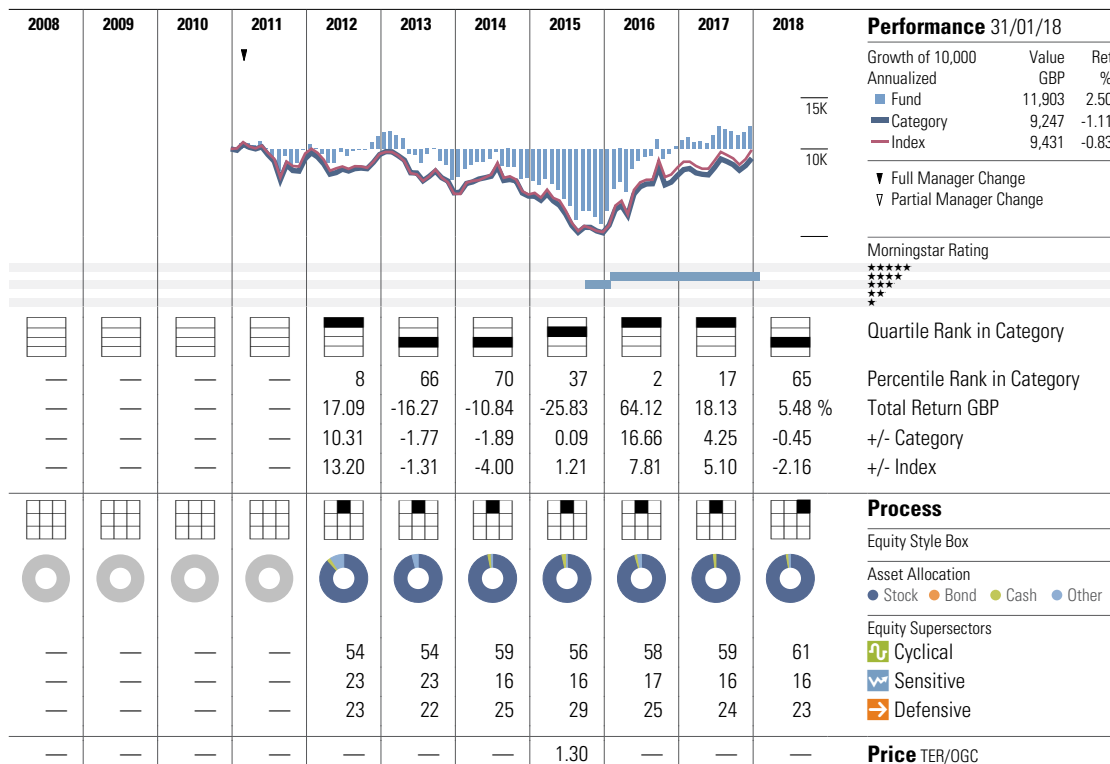 2008 2009 2010 2011 2012 2013 2014 2015 2016 2017 2018 Performance 31/01/18
Growth of 10,000 Value Ret
Annualized GBP %
Fund 11,903 2.50
15K
Category 9,247 -1.11
Index 9,431 -0.83
10K
▼ Full Manager Change
▽ Partial Manager Change
Morningstar Rating
★★★★★
★★★★
★★★
★★
★
Quartile Rank in Category
— — — — 8 66 70 37 2 17 65 Percentile Rank in Category
— — — — 17.09 -16.27 -10.84 -25.83 64.12 18.13 5.48 % Total Return GBP
— — — — 10.31 -1.77 -1.89 0.09 16.66 4.25 -0.45 +/- Category
— — — — 13.20 -1.31 -4.00 1.21 7.81 5.10 -2.16 +/- Index
Process
Equity Style Box
Asset Allocation
Stock Bond Cash Other
Equity Supersectors
— — — — 54 54 59 56 58 59 61 Cyclical
— — — — 23 23 16 16 17 16 16 Sensitive
— — — — 23 22 25 29 25 24 23 Defensive
— — — — — — — 1.30 — — — Price TER/OGC